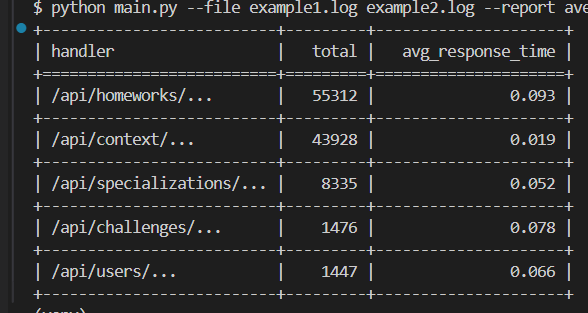 $ python main.py --file example1.log example2.log --report ave
+---------------------------+---------+---------------------+
| handler                   |   total |   avg_response_time |
+===========================+=========+=====================+
| /api/homeworks/...        |   55312 |               0.093 |
+---------------------------+---------+---------------------+
| /api/context/...          |   43928 |               0.019 |
+---------------------------+---------+---------------------+
| /api/specializations/...  |    8335 |               0.052 |
+---------------------------+---------+---------------------+
| /api/challenges/...       |    1476 |               0.078 |
+---------------------------+---------+---------------------+
| /api/users/...            |    1447 |               0.066 |
+---------------------------+---------+---------------------+